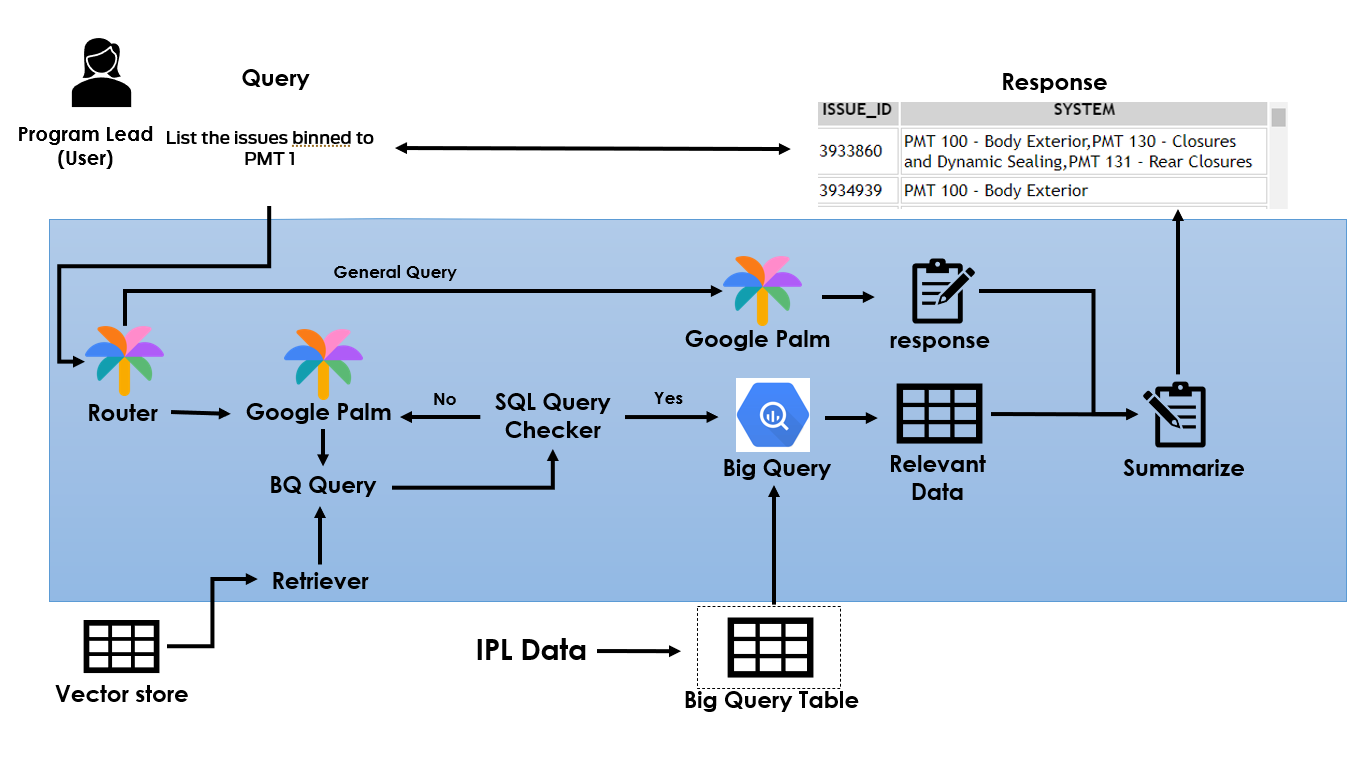 Query
Program Lead
(User)
List the issues binned to
PMT 1
Response
ISSUE_ID SYSTEM
3933860 PMT 100 - Body Exterior,PMT 130 - Closures
and Dynamic Sealing,PMT 131 - Rear Closures
3934939 PMT 100 - Body Exterior
General Query
Google Palm
response
Router
Google Palm
No
SQL Query
Checker
Yes
Big Query
Relevant
Data
Summarize
BQ Query
Retriever
Vector store
IPL Data
Big Query Table